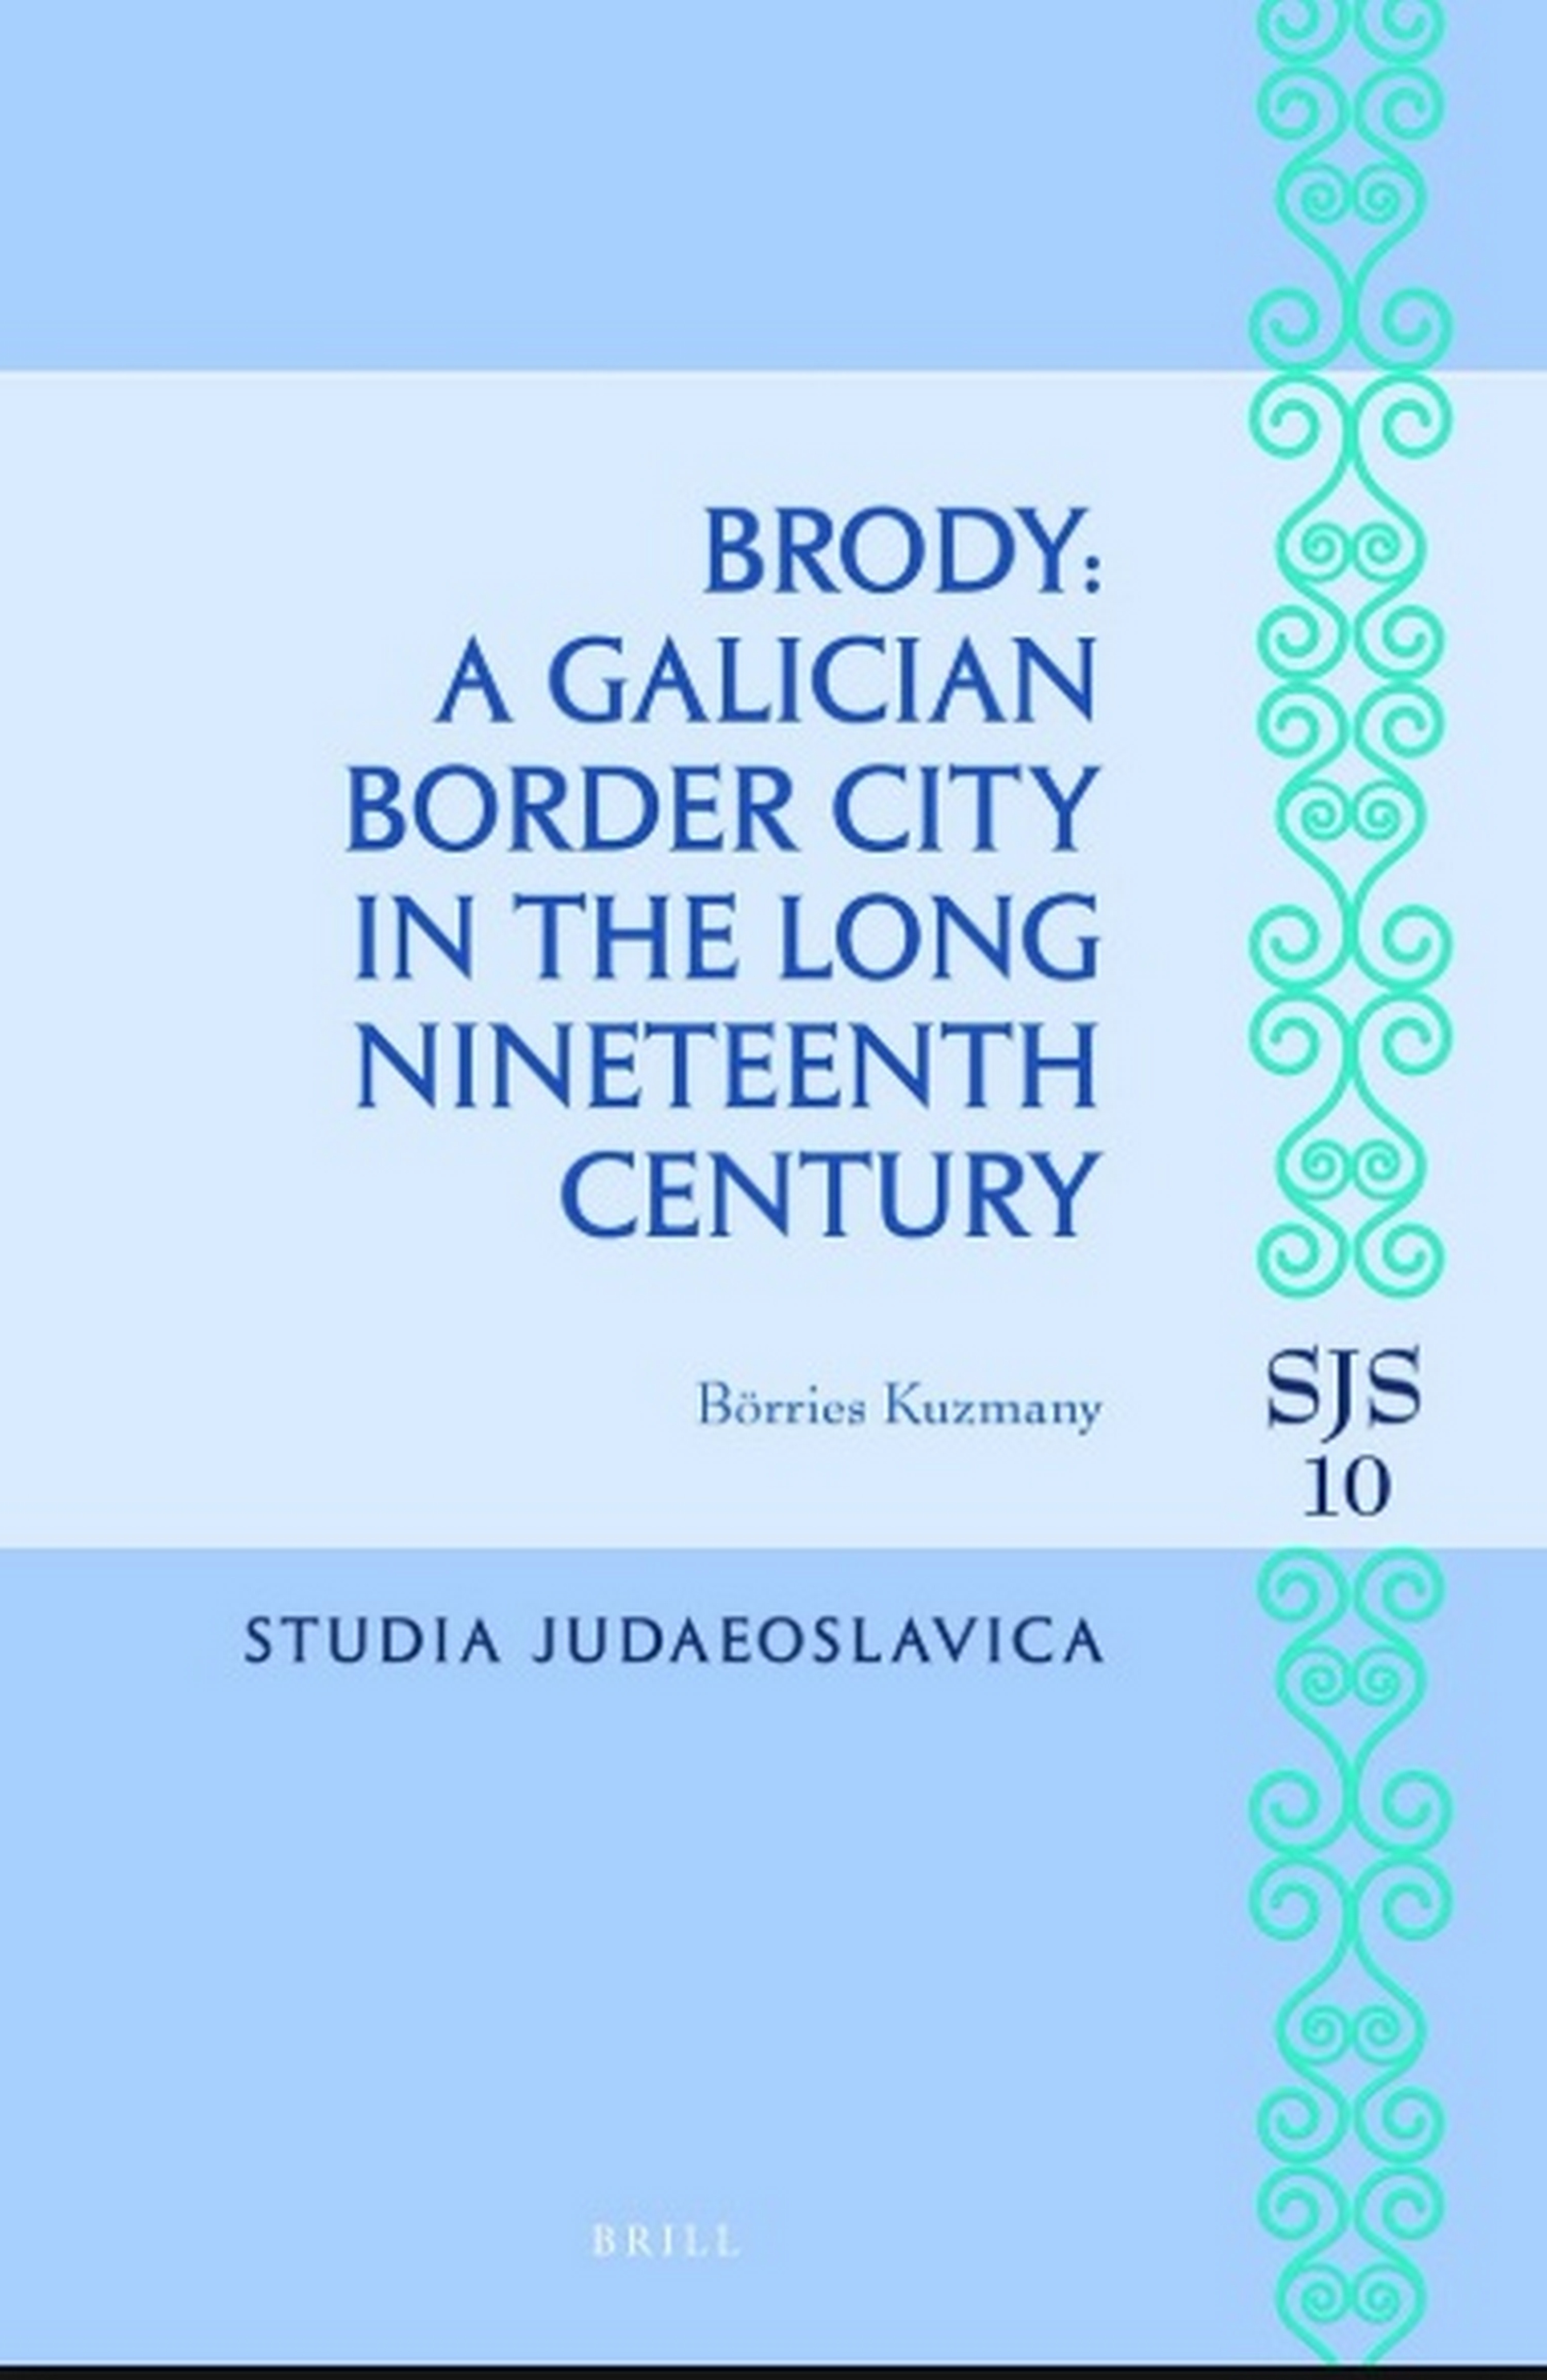 BRODY:
A GALICIAN
BORDER CITY
IN THE LONG
NINETEENTH
CENTURY
Börries Kuzmany
SJS
10
STUDIA JUDAEOSLAVICA
BRILL